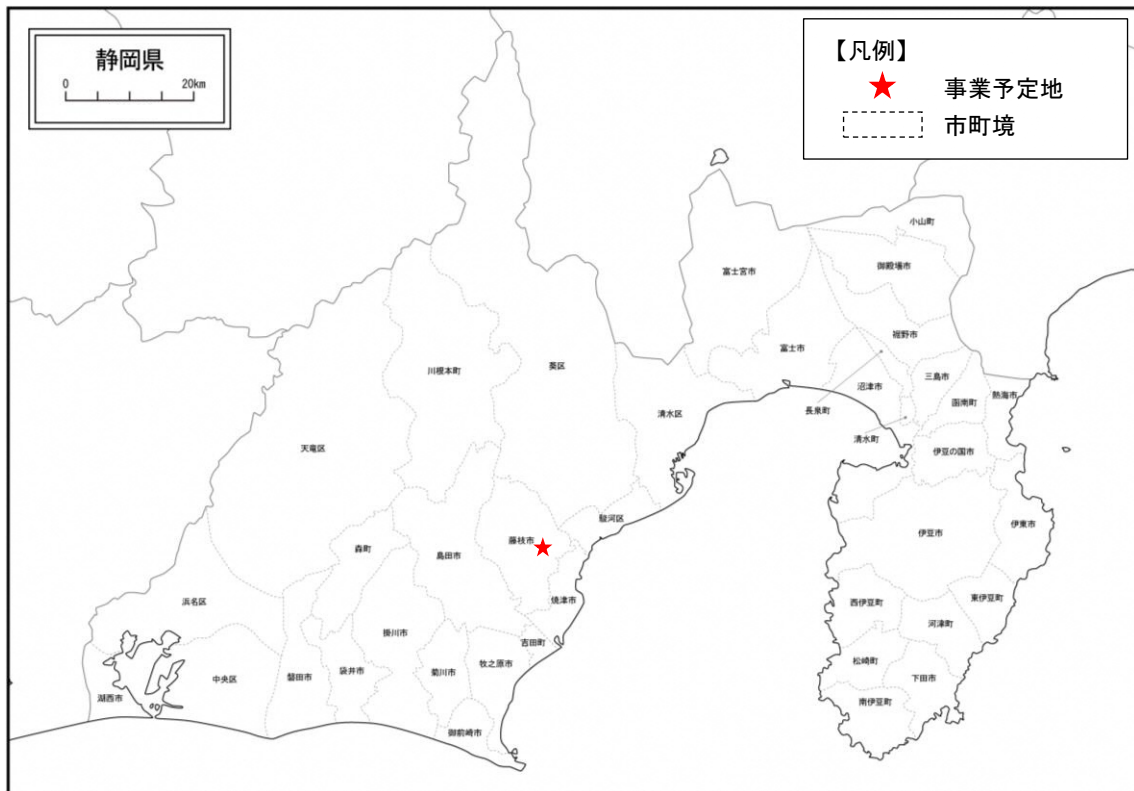 静岡県
0 20km
【凡例】
事業予定地
市町境
小山町
御殿場市
富士宮市
裾野市
富士市
三島市
葵区
川根本町
沼津市
函南町
熱海市
長泉町
清水区
清水町
天竜区
伊豆の国市
駿河区
伊東市
伊豆市
藤枝市
森町
島田市
浜名区
焼津市
西伊豆町
東伊豆町
河津町
掛川市
吉田町
牧之原市
松崎町
袋井市
菊川市
中央区
磐田市
下田市
湖西市
南伊豆町
御前崎市